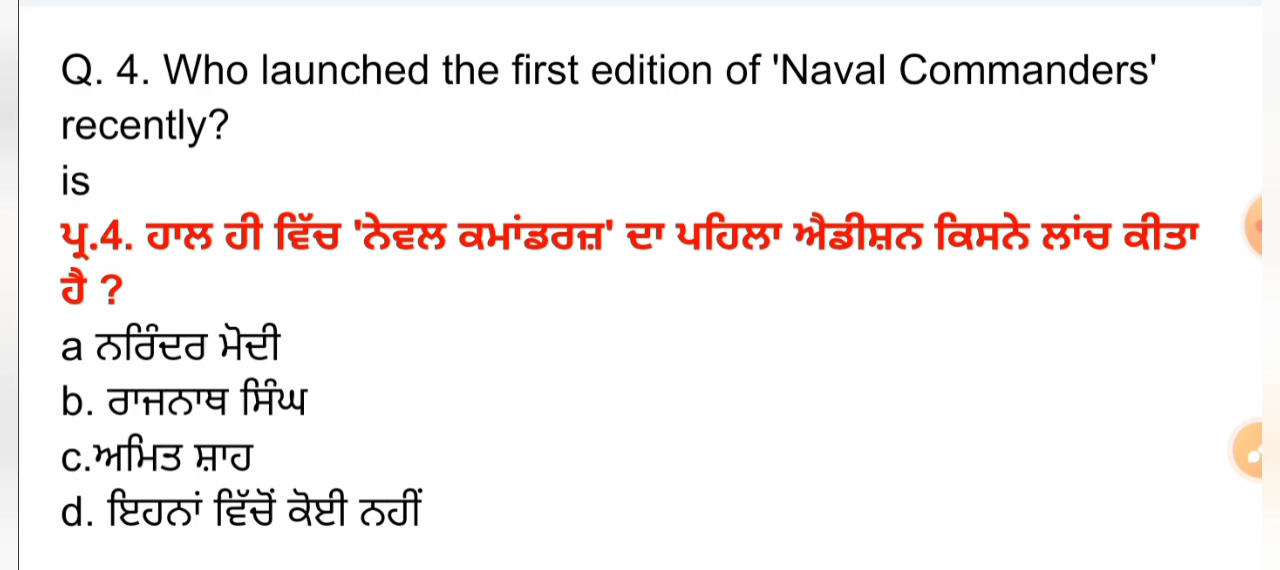 Q. 4. Who launched the first edition of 'Naval Commanders'
recently?
is
ਪ੍ਰ.4. ਹਾਲ ਹੀ ਵਿੱਚ 'ਨੇਵਲ ਕਮਾਂਡਰਜ਼' ਦਾ ਪਹਿਲਾ ਐਡੀਸ਼ਨ ਕਿਸਨੇ ਲਾਂਚ ਕੀਤਾ
ਹੈ ?
a ਨਰਿੰਦਰ ਮੋਦੀ
b. ਰਾਜਨਾਥ ਸਿੰਘ
c.ਅਮਿਤ ਸ਼ਾਹ
d. ਇਹਨਾਂ ਵਿੱਚੋਂ ਕੋਈ ਨਹੀਂ